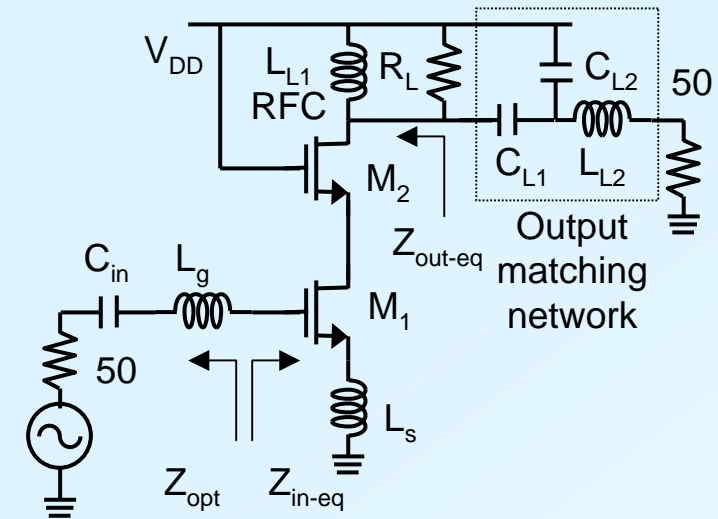 V_DD
L_L1
RFC
R_L
C_L2
50
M_2
C_L1
L_L2
Z_out-eq
Output
matching
network
C_in
L_g
M_1
50
L_s
Z_opt
Z_in-eq